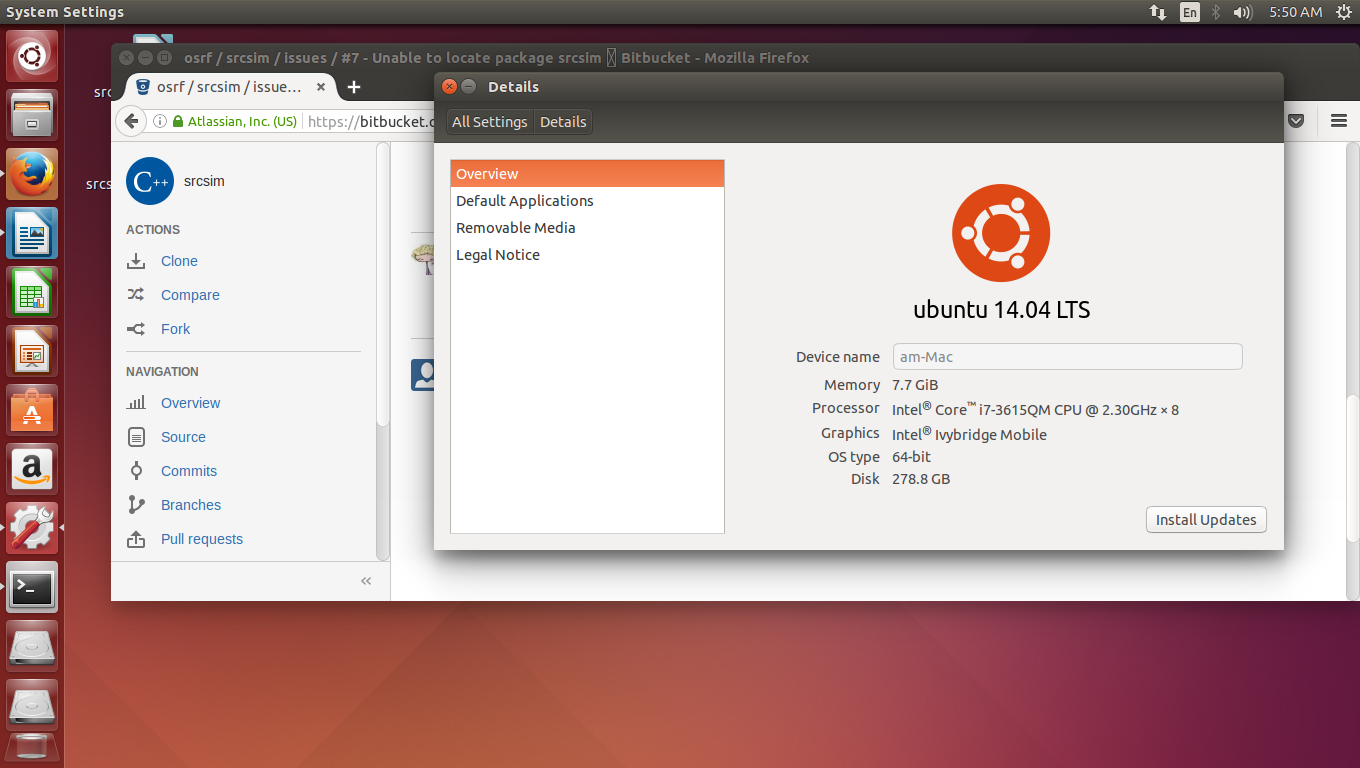 System Settings
En
5:50 AM
osrf / srcsim / issues / #7 - Unable to locate package srcsim Bitbucket - Mozilla Firefox
osrf / srcsim / issue... × +
Details
Atlassian, Inc. (US) https://bitbucket.
All Settings Details
C++ srcsim
ACTIONS
Clone
Compare
Fork
NAVIGATION
Overview
Source
Commits
Branches
Pull requests
«
Overview
Default Applications
Removable Media
Legal Notice
ubuntu 14.04 LTS
Device name am-Mac
Memory 7.7 GiB
Processor Intel® Core™ i7-3615QM CPU @ 2.30GHz × 8
Graphics Intel® Ivybridge Mobile
OS type 64-bit
Disk 278.8 GB
Install Updates